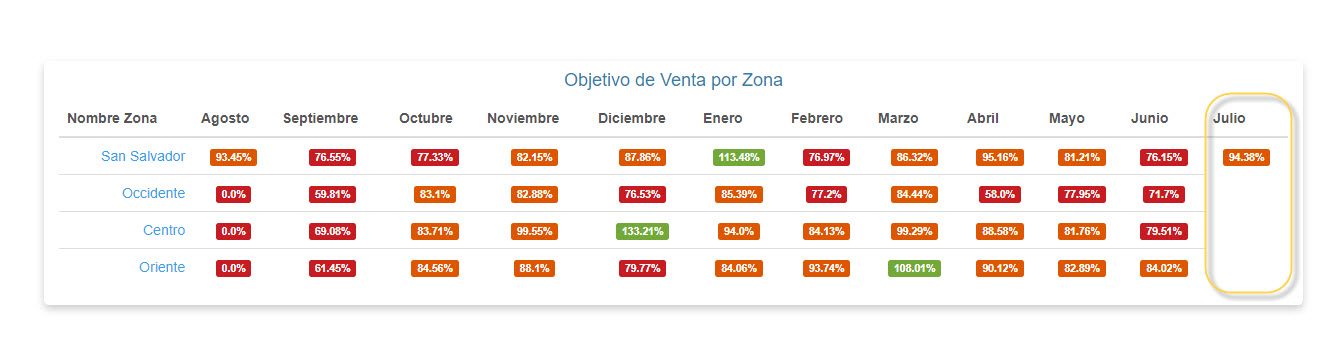 Objetivo de Venta por Zona
Nombre Zona Agosto Septiembre Octubre Noviembre Diciembre Enero Febrero Marzo Abril Mayo Junio Julio
San Salvador 93.45% 76.55% 77.33% 82.15% 87.86% 113.48% 76.97% 86.32% 95.16% 81.21% 76.15% 94.38%
Occidente 0.0% 59.81% 83.1% 82.88% 76.53% 85.39% 77.2% 84.44% 58.0% 77.95% 71.7%
Centro 0.0% 69.08% 83.71% 99.55% 133.21% 94.0% 84.13% 99.29% 88.58% 81.76% 79.51%
Oriente 0.0% 61.45% 84.56% 88.1% 79.77% 84.06% 93.74% 108.01% 90.12% 82.89% 84.02%